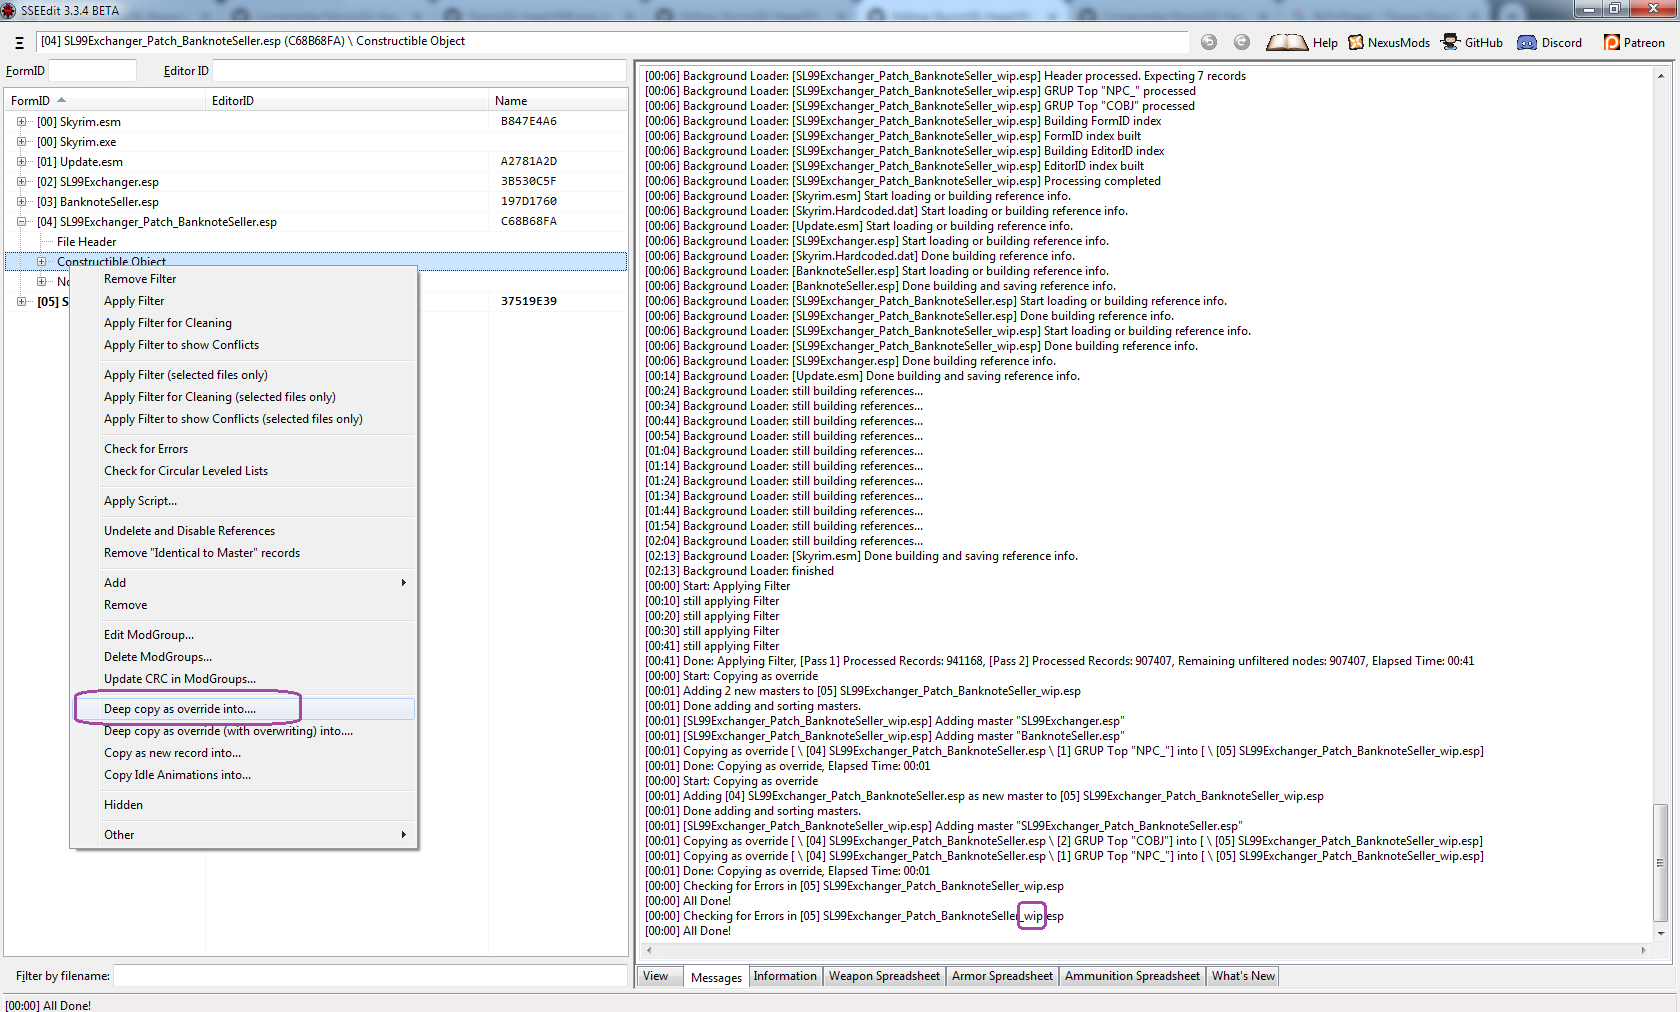 SSEEdit 3.3.4 BETA
[04] SL99Exchanger_Patch_BanknoteSeller.esp (C68B68FA) \ Constructible Object
Help
NexusMods
GitHub
Discord
Patreon
FormID
Editor ID
FormID
EditorID
Name
[00] Skyrim.esm B847E4A6
[00] Skyrim.exe
[01] Update.esm A2781A2D
[02] SL99Exchanger.esp 3B530C5F
[03] BanknoteSeller.esp 197D1760
[04] SL99Exchanger_Patch_BanknoteSeller.esp C68B68FA
File Header
Constructible Object
No
[05] S 37519E39
Remove Filter
Apply Filter
Apply Filter for Cleaning
Apply Filter to show Conflicts
Apply Filter (selected files only)
Apply Filter for Cleaning (selected files only)
Apply Filter to show Conflicts (selected files only)
Check for Errors
Check for Circular Leveled Lists
Apply Script...
Undelete and Disable References
Remove "Identical to Master" records
Add
Remove
Edit ModGroup...
Delete ModGroups...
Update CRC in ModGroups...
Deep copy as override into....
Deep copy as override (with overwriting) into....
Copy as new record into...
Copy Idle Animations into...
Hidden
Other
Filter by filename:
[00:00] All Done!
[00:06] Background Loader: [SL99Exchanger_Patch_BanknoteSeller_wip.esp] Header processed. Expecting 7 records
[00:06] Background Loader: [SL99Exchanger_Patch_BanknoteSeller_wip.esp] GRUP Top "NPC_" processed
[00:06] Background Loader: [SL99Exchanger_Patch_BanknoteSeller_wip.esp] GRUP Top "COBJ" processed
[00:06] Background Loader: [SL99Exchanger_Patch_BanknoteSeller_wip.esp] Building FormID index
[00:06] Background Loader: [SL99Exchanger_Patch_BanknoteSeller_wip.esp] FormID index built
[00:06] Background Loader: [SL99Exchanger_Patch_BanknoteSeller_wip.esp] Building EditorID index
[00:06] Background Loader: [SL99Exchanger_Patch_BanknoteSeller_wip.esp] EditorID index built
[00:06] Background Loader: [SL99Exchanger_Patch_BanknoteSeller_wip.esp] Processing completed
[00:06] Background Loader: [Skyrim.esm] Start loading or building reference info.
[00:06] Background Loader: [Skyrim.Hardcoded.dat] Start loading or building reference info.
[00:06] Background Loader: [Update.esm] Start loading or building reference info.
[00:06] Background Loader: [SL99Exchanger.esp] Start loading or building reference info.
[00:06] Background Loader: [Skyrim.Hardcoded.dat] Done building reference info.
[00:06] Background Loader: [BanknoteSeller.esp] Start loading or building reference info.
[00:06] Background Loader: [BanknoteSeller.esp] Done building and saving reference info.
[00:06] Background Loader: [SL99Exchanger_Patch_BanknoteSeller.esp] Start loading or building reference info.
[00:06] Background Loader: [SL99Exchanger_Patch_BanknoteSeller.esp] Done building reference info.
[00:06] Background Loader: [SL99Exchanger_Patch_BanknoteSeller_wip.esp] Start loading or building reference info.
[00:06] Background Loader: [SL99Exchanger_Patch_BanknoteSeller_wip.esp] Done building reference info.
[00:06] Background Loader: [SL99Exchanger.esp] Done building reference info.
[00:14] Background Loader: [Update.esm] Done building and saving reference info.
[00:24] Background Loader: still building references...
[00:34] Background Loader: still building references...
[00:44] Background Loader: still building references...
[00:54] Background Loader: still building references...
[01:04] Background Loader: still building references...
[01:14] Background Loader: still building references...
[01:24] Background Loader: still building references...
[01:34] Background Loader: still building references...
[01:44] Background Loader: still building references...
[01:54] Background Loader: still building references...
[02:04] Background Loader: still building references...
[02:13] Background Loader: [Skyrim.esm] Done building and saving reference info.
[02:13] Background Loader: finished
[00:00] Start: Applying Filter
[00:10] still applying Filter
[00:20] still applying Filter
[00:30] still applying Filter
[00:41] still applying Filter
[00:41] Done: Applying Filter, [Pass 1] Processed Records: 941168, [Pass 2] Processed Records: 907407, Remaining unfiltered nodes: 907407, Elapsed Time: 00:41
[00:00] Start: Copying as override
[00:01] Adding 2 new masters to [05] SL99Exchanger_Patch_BanknoteSeller_wip.esp
[00:01] Done adding and sorting masters.
[00:01] [SL99Exchanger_Patch_BanknoteSeller_wip.esp] Adding master "SL99Exchanger.esp"
[00:01] [SL99Exchanger_Patch_BanknoteSeller_wip.esp] Adding master "BanknoteSeller.esp"
[00:01] Copying as override [ \ [04] SL99Exchanger_Patch_BanknoteSeller.esp \ [1] GRUP Top "NPC_"] into [ \ [05] SL99Exchanger_Patch_BanknoteSeller_wip.esp]
[00:01] Done: Copying as override, Elapsed Time: 00:01
[00:00] Start: Copying as override
[00:01] Adding [04] SL99Exchanger_Patch_BanknoteSeller.esp as new master to [05] SL99Exchanger_Patch_BanknoteSeller_wip.esp
[00:01] Done adding and sorting masters.
[00:01] [SL99Exchanger_Patch_BanknoteSeller_wip.esp] Adding master "SL99Exchanger_Patch_BanknoteSeller.esp"
[00:01] Copying as override [ \ [04] SL99Exchanger_Patch_BanknoteSeller.esp \ [2] GRUP Top "COBJ"] into [ \ [05] SL99Exchanger_Patch_BanknoteSeller_wip.esp]
[00:01] Copying as override [ \ [04] SL99Exchanger_Patch_BanknoteSeller.esp \ [1] GRUP Top "NPC_"] into [ \ [05] SL99Exchanger_Patch_BanknoteSeller_wip.esp]
[00:01] Done: Copying as override, Elapsed Time: 00:01
[00:00] Checking for Errors in [05] SL99Exchanger_Patch_BanknoteSeller_wip.esp
[00:00] All Done!
[00:00] Checking for Errors in [05] SL99Exchanger_Patch_BanknoteSeller_wip.esp
[00:00] All Done!
View
Messages
Information
Weapon Spreadsheet
Armor Spreadsheet
Ammunition Spreadsheet
What's New